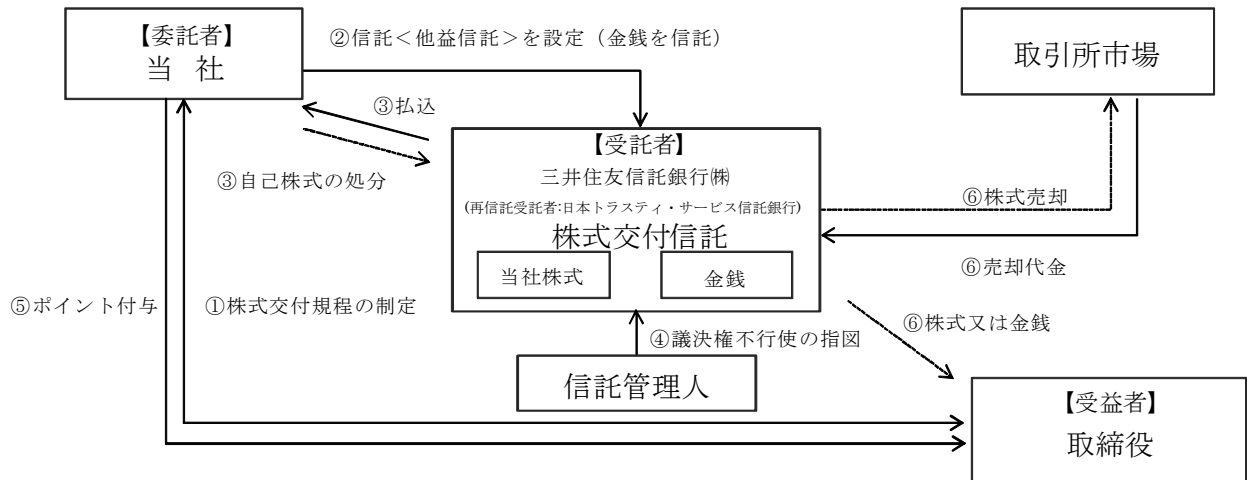 【委託者】
当 社
②信託＜他益信託＞を設定（金銭を信託）
取引所市場
③払込
③自己株式の処分
【受託者】
三井住友信託銀行㈱
(再信託受託者:日本トラスティ・サービス信託銀行)
株式交付信託
当社株式
金銭
⑥株式売却
⑥売却代金
⑤ポイント付与
①株式交付規程の制定
④議決権不行使の指図
⑥株式又は金銭
信託管理人
【受益者】
取締役